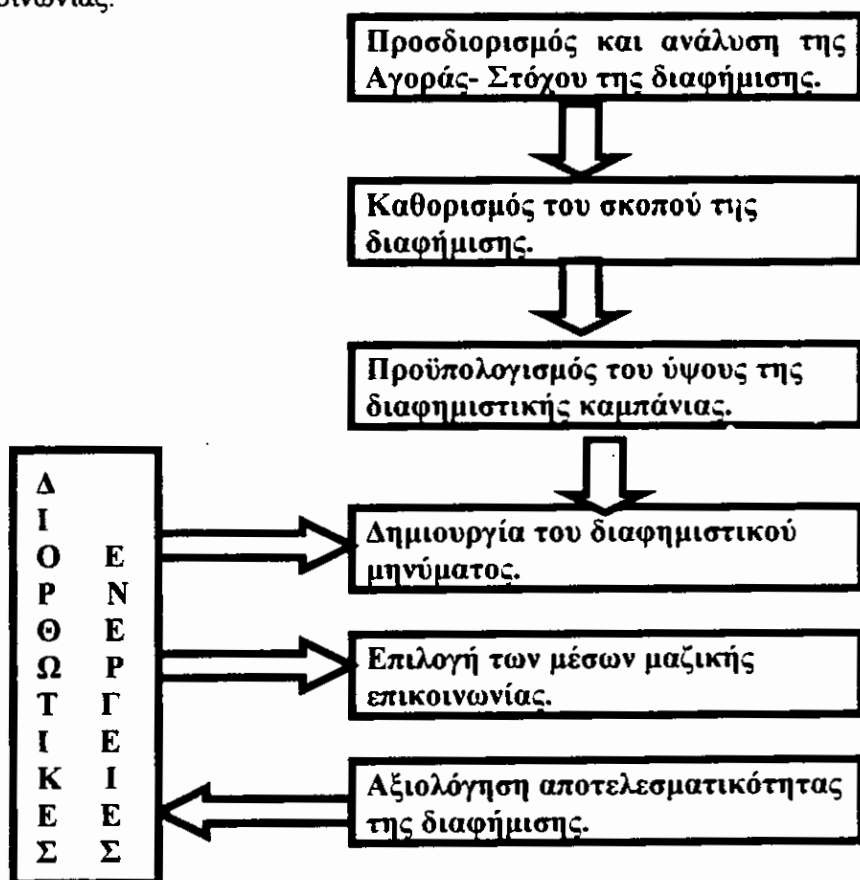 Προσδιορισμός και ανάλυση της
Αγοράς- Στόχου της διαφήμισης.
Καθορισμός του σκοπού της
διαφήμισης.
Προϋπολογισμός του ύψους της
διαφημιστικής καμπάνιας.
ΔΙΟΡΘΩΤΙΚΕΣ
ΕΝΕΡΓΕΙΕΣ
Δημιουργία του διαφημιστικού
μηνύματος.
Επιλογή των μέσων μαζικής
επικοινωνίας.
Αξιολόγηση αποτελεσματικότητας
της διαφήμισης.